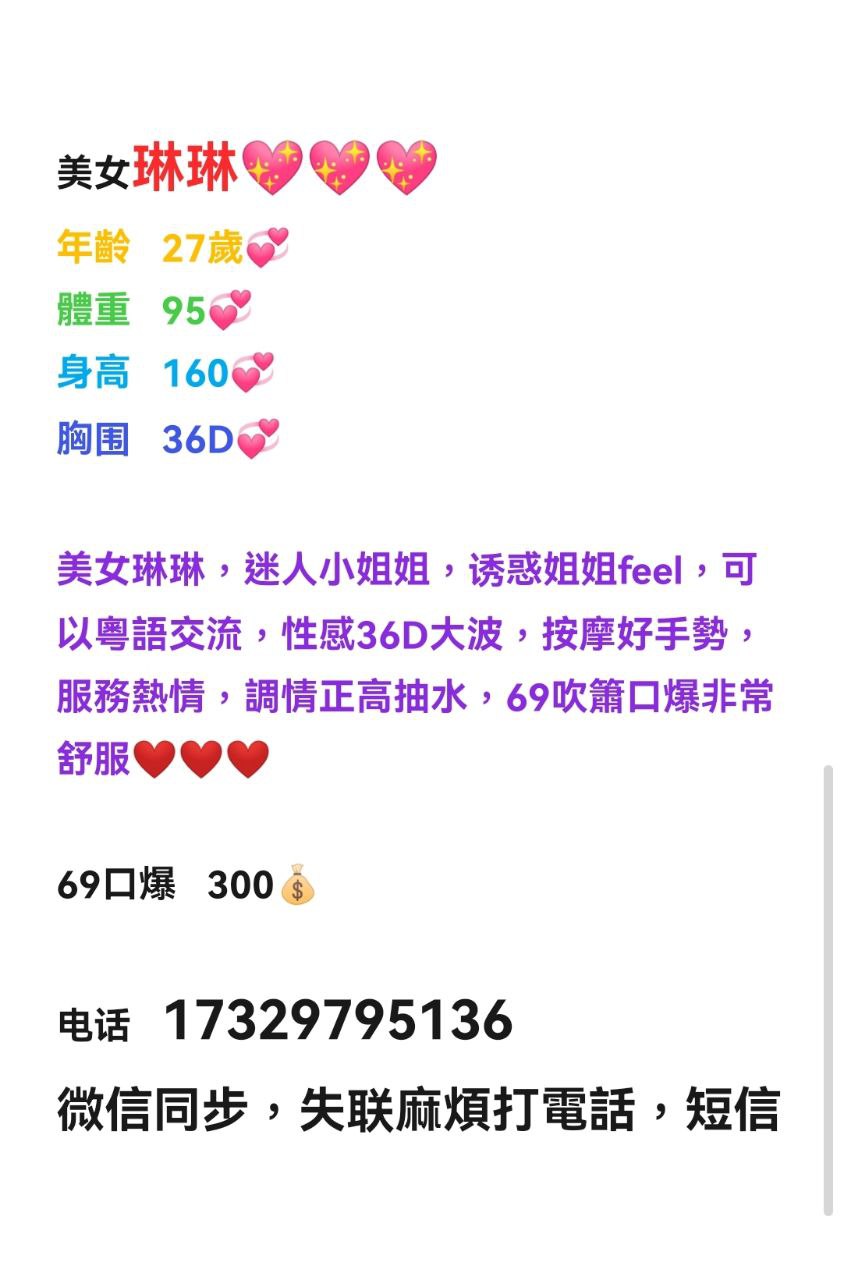 美女琳琳💖💖💖
年齡 27歲💞
體重 95💞
身高 160💞
胸围 36D💞
美女琳琳，迷人小姐姐，诱惑姐姐feel，可
以粵語交流，性感36D大波，按摩好手勢，
服務熱情，調情正高抽水，69吹簫口爆非常
舒服❤️❤️❤️
69口爆 300💰
电话 17329795136
微信同步，失联麻煩打電話，短信